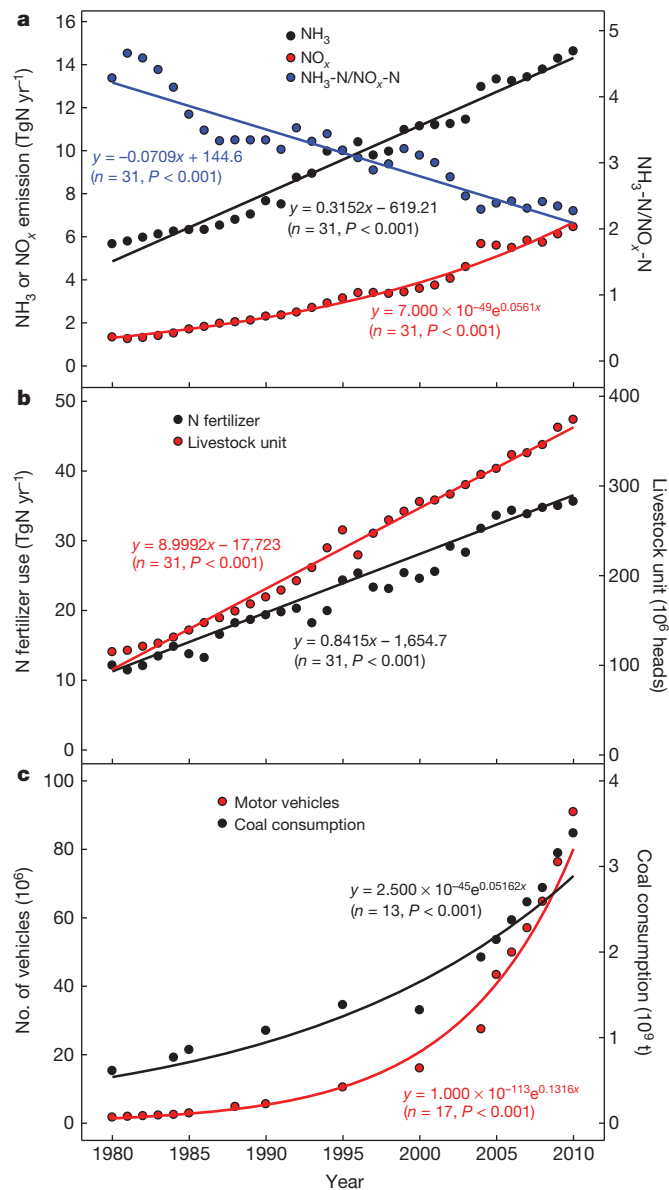 a
NH₃
NOₓ
NH₃-N/NOₓ-N
16
14
12
10
8
6
4
2
0
NH₃ or NOₓ emission (TgN yr⁻¹)
5
4
3
2
1
0
NH₃-N/NOₓ-N
y = –0.0709x + 144.6
(n = 31, P < 0.001)
y = 0.3152x – 619.21
(n = 31, P < 0.001)
y = 7.000 × 10⁻⁴⁹e^0.0561x
(n = 31, P < 0.001)
b
N fertilizer
Livestock unit
50
40
30
20
10
0
N fertilizer use (TgN yr⁻¹)
400
300
200
100
0
Livestock unit (10⁶ heads)
y = 8.9992x – 17,723
(n = 31, P < 0.001)
y = 0.8415x – 1,654.7
(n = 31, P < 0.001)
c
Motor vehicles
Coal consumption
100
80
60
40
20
0
No. of vehicles (10⁶)
4
3
2
1
0
Coal consumption (10⁹ t)
y = 2.500 × 10⁻⁴⁵e^0.05162x
(n = 13, P < 0.001)
y = 1.000 × 10⁻¹¹³e^0.1316x
(n = 17, P < 0.001)
1980 1985 1990 1995 2000 2005 2010
Year